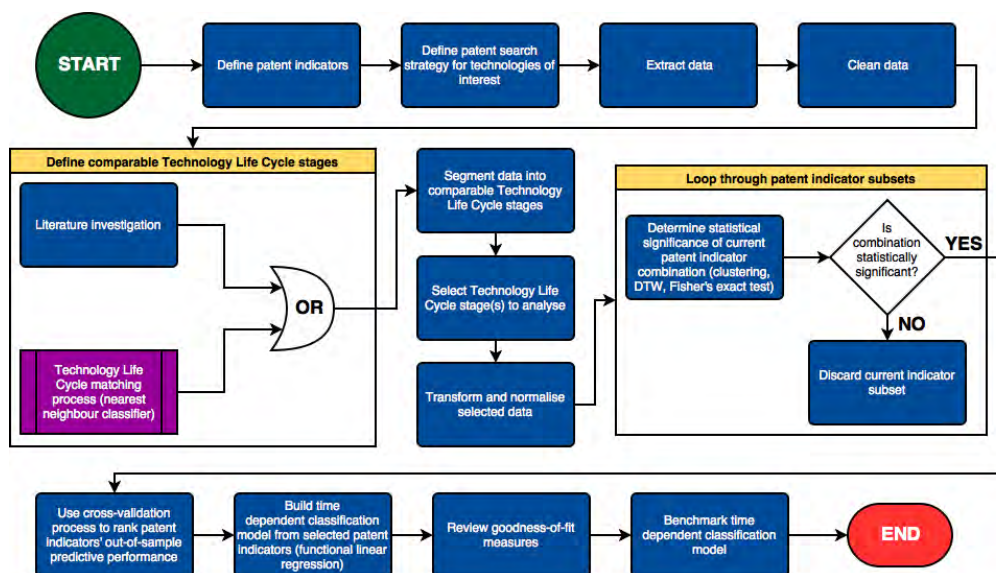 START
Define patent indicators
Define patent search
strategy for technologies of
interest
Extract data
Clean data
Define comparable Technology Life Cycle stages
Literature investigation
Technology Life
Cycle matching
process (nearest
neighbour classifier)
OR
Segment data into
comparable Technology
Life Cycle stages
Select Technology Life
Cycle stage(s) to analyse
Transform and normalise
selected data
Loop through patent indicator subsets
Determine statistical
significance of current
patent indicator
combination (clustering,
DTW, Fisher's exact test)
Is
combination
statistically
significant?
YES
NO
Discard current indicator
subset
Use cross-validation
process to rank patent
indicators' out-of-sample
predictive performance
Build time
dependent classification
model from selected patent
indicators (functional linear
regression)
Review goodness-of-fit
measures
Benchmark time
dependent classification
model
END